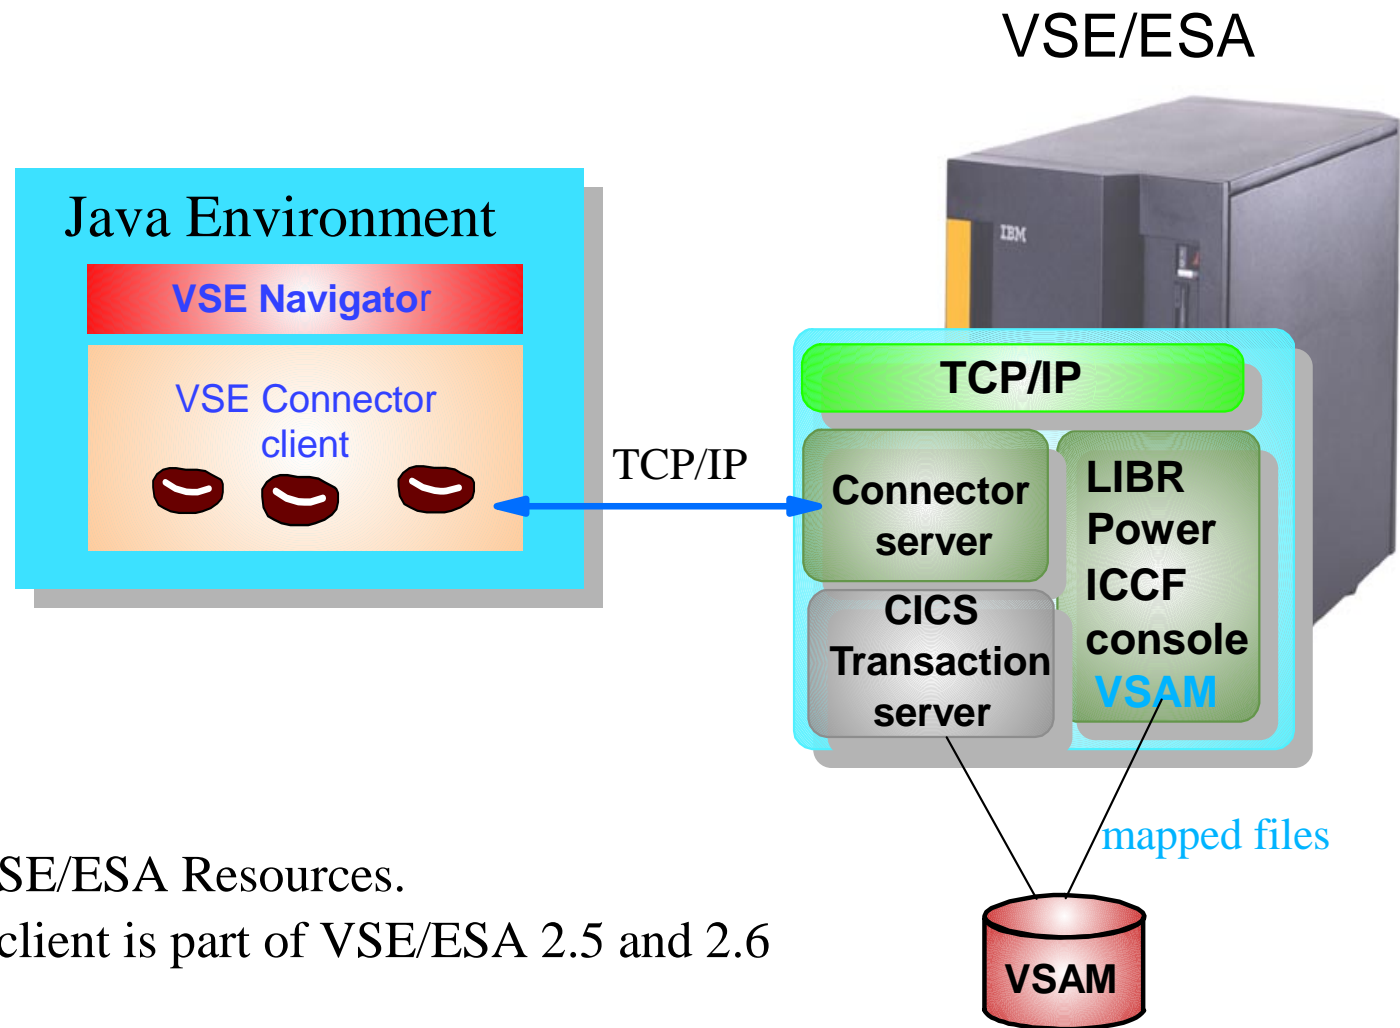 VSE/ESA
Java Environment
VSE Navigator
VSE Connector
client
TCP/IP
IBM
TCP/IP
Connector
server
LIBR
Power
ICCF
console
VSAM
CICS
Transaction
server
mapped files
VSAM
SE/ESA Resources.
client is part of VSE/ESA 2.5 and 2.6